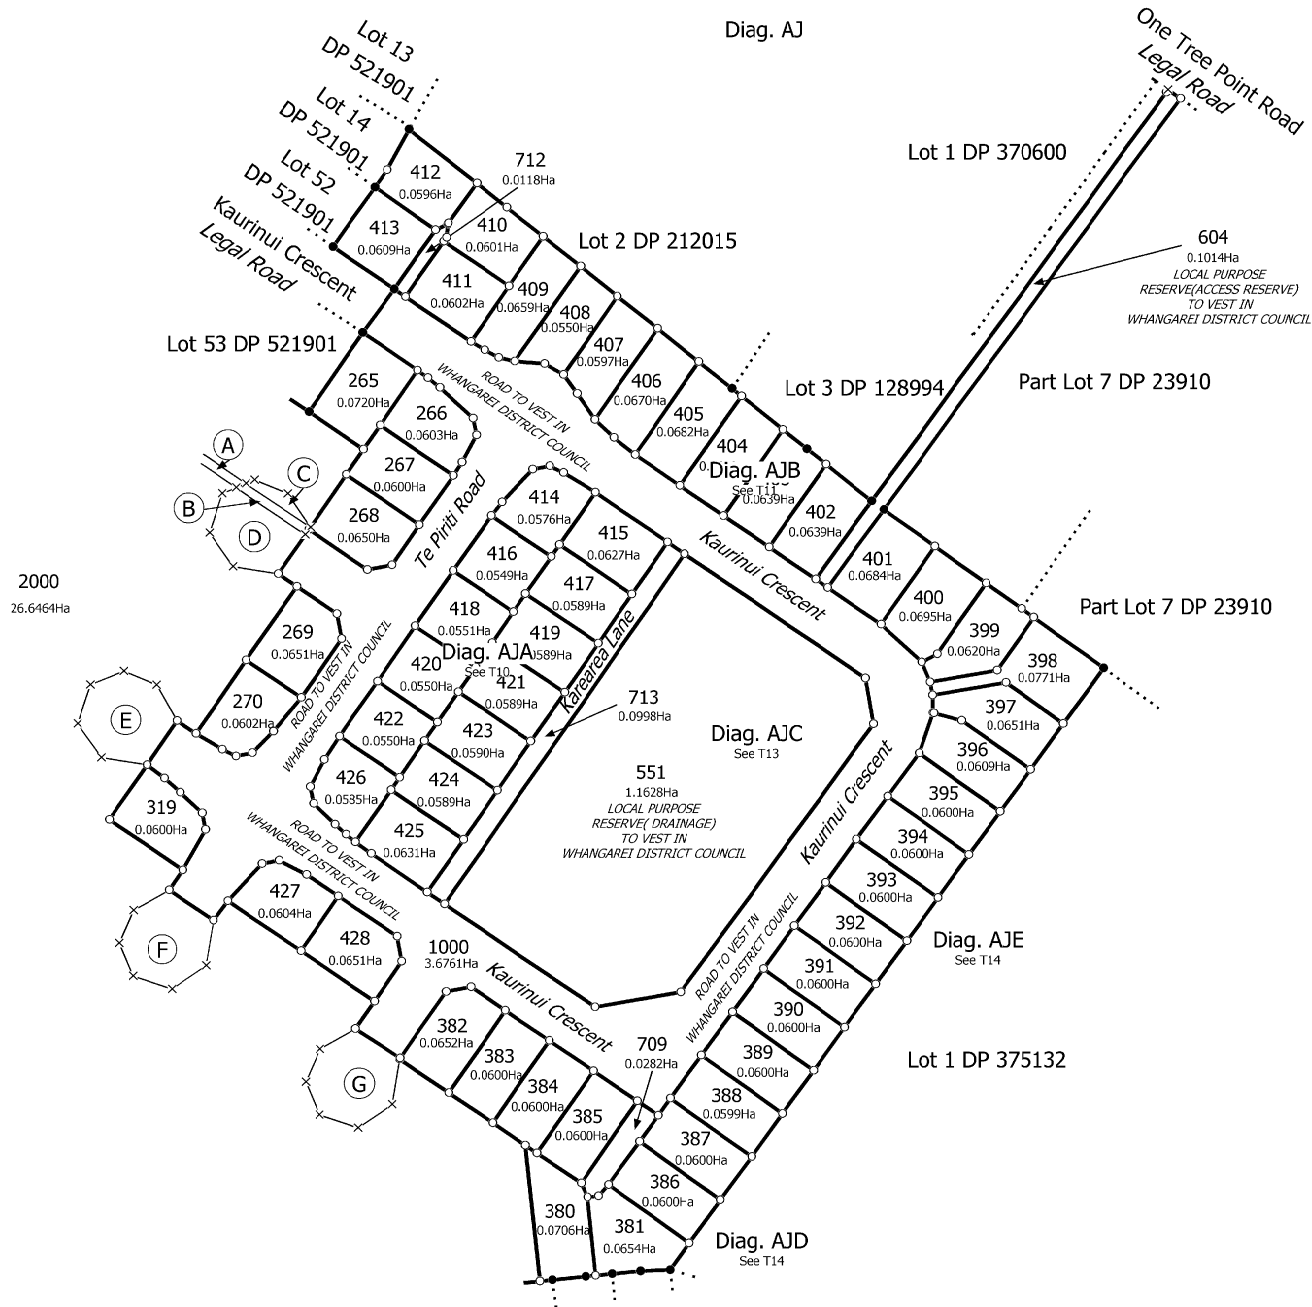 Diag. AJ
One Tree Point Road
Legal Road
Lot 13
DP 521901
Lot 14
DP 521901
Lot 52
DP 521901
Kaurinui Crescent
Legal Road
Lot 53 DP 521901
Lot 1 DP 370600
Lot 2 DP 212015
604
0.1014Ha
LOCAL PURPOSE
RESERVE(ACCESS RESERVE)
TO VEST IN
WHANGAREI DISTRICT COUNCIL
412
0.0596Ha
712
0.0118Ha
413
0.0609Ha
410
0.0601Ha
411
0.0602Ha
409
0.0659Ha
408
0.0550Ha
407
0.0597Ha
406
0.0670Ha
405
0.0682Ha
404
Diag. AJB
See T11
0.0639Ha
402
0.0639Ha
Lot 3 DP 128994
Part Lot 7 DP 23910
401
0.0684Ha
400
0.0695Ha
399
0.0620Ha
398
0.0771Ha
Part Lot 7 DP 23910
397
0.0651Ha
396
0.0609Ha
395
0.0600Ha
394
0.0600Ha
393
0.0600Ha
392
0.0600Ha
391
0.0600Ha
390
0.0600Ha
389
0.0600Ha
388
0.0599Ha
387
0.0600Ha
386
0.0600Ha
Diag. AJE
See T14
Lot 1 DP 375132
265
0.0720Ha
266
0.0603Ha
267
0.0600Ha
268
0.0650Ha
ROAD TO VEST IN
WHANGAREI DISTRICT COUNCIL
Te Piriti Road
Kaurinui Crescent
A
B
C
D
2000
26.6464Ha
414
0.0576Ha
415
0.0627Ha
416
0.0549Ha
417
0.0589Ha
418
0.0551Ha
419
0.0589Ha
Diag. AJA
See T10
420
0.0550Ha
421
0.0589Ha
422
0.0550Ha
423
0.0590Ha
426
0.0535Ha
424
0.0589Ha
425
0.0631Ha
Karearea Lane
713
0.0998Ha
Diag. AJC
See T13
551
1.1628Ha
LOCAL PURPOSE
RESERVE( DRAINAGE)
TO VEST IN
WHANGAREI DISTRICT COUNCIL
Kaurinui Crescent
ROAD TO VEST IN
WHANGAREI DISTRICT COUNCIL
269
0.0651Ha
270
0.0602Ha
ROAD TO VEST IN
WHANGAREI DISTRICT COUNCIL
E
319
0.0600Ha
ROAD TO VEST IN
WHANGAREI DISTRICT COUNCIL
427
0.0604Ha
428
0.0651Ha
F
1000
3.6761Ha
Kaurinui Crescent
382
0.0652Ha
383
0.0600Ha
384
0.0600Ha
385
0.0600Ha
709
0.0282Ha
G
380
0.0706Ha
381
0.0654Ha
Diag. AJD
See T14